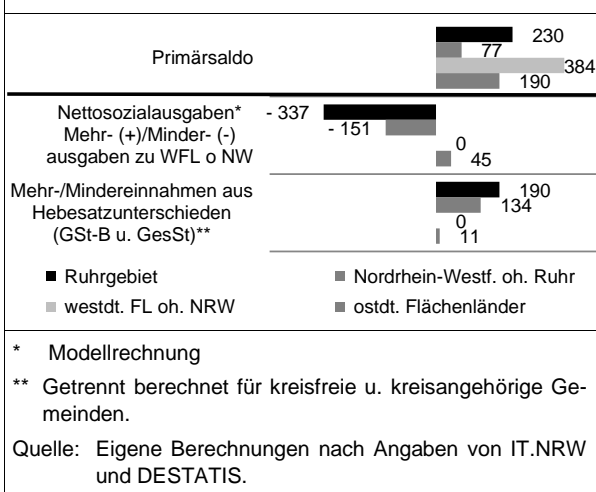 Primärsaldo
230
77
384
190
Nettosozialausgaben*
Mehr- (+)/Minder- (-)
ausgaben zu WFL o NW
- 337
- 151
0
45
Mehr-/Mindereinnahmen aus
Hebesatzunterschieden
(GSt-B u. GesSt)**
190
134
0
11
Ruhrgebiet
Nordrhein-Westf. oh. Ruhr
westdt. FL oh. NRW
ostdt. Flächenländer
* Modellrechnung
** Getrennt berechnet für kreisfreie u. kreisangehörige Ge-
meinden.
Quelle: Eigene Berechnungen nach Angaben von IT.NRW
und DESTATIS.